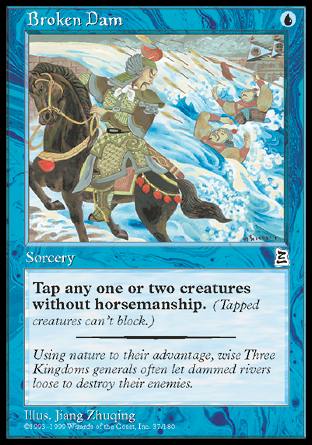 Broken Dam
Sorcery
Tap any one or two creatures
without horsemanship. (Tapped
creatures can't block.)
Using nature to their advantage, wise Three
Kingdoms generals often let dammed rivers
loose to destroy their enemies.
Illus. Jiang Zhuqing
©1993-1999 Wizards of the Coast, Inc. 37/180